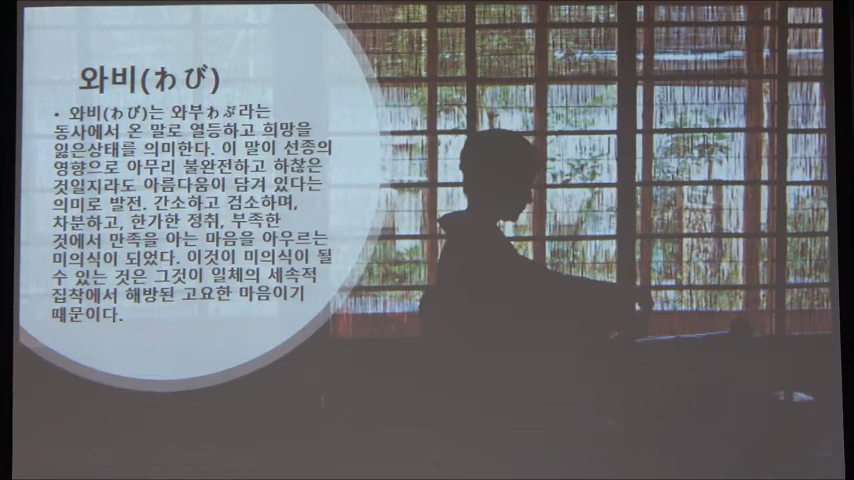 와비(わび)
• 와비(わび)는 와부わぶ라는
동사에서 온 말로 열등하고 희망을
잃은상태를 의미한다. 이 말이 선종의
영향으로 아무리 불완전하고 하찮은
것일지라도 아름다움이 담겨 있다는
의미로 발전. 간소하고 검소하며,
차분하고, 한가한 정취, 부족한
것에서 만족을 아는 마음을 아우르는
미의식이 되었다. 이것이 미의식이 될
수 있는 것은 그것이 일체의 세속적
집착에서 해방된 고요한 마음이기
때문이다.